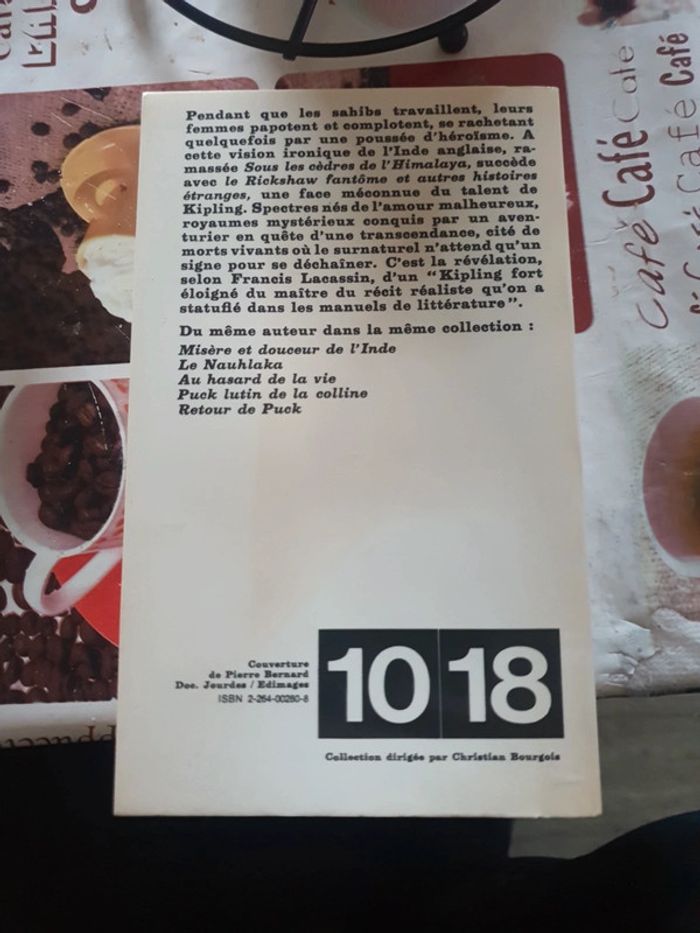 Pendant que les sahibs travaillent, leurs
femmes papotent et complotent, se rachetant
quelquefois par une poussée d'héroïsme. A
cette vision ironique de l'Inde anglaise, ra-
massée Sous les cèdres de l'Himalaya, succède
avec le Rickshaw fantôme et autres histoires
étranges, une face méconnue du talent de
Kipling. Spectres nés de l'amour malheureux,
royaumes mystérieux conquis par un aven-
turier en quête d'une transcendance, cité de
morts vivants où le surnaturel n'attend qu'un
signe pour se déchaîner. C'est la révélation,
selon Francis Lacassin, d'un "Kipling fort
éloigné du maître du récit réaliste qu'on a
statufié dans les manuels de littérature".
Du même auteur dans la même collection :
Misère et douceur de l'Inde
Le Nauhlaka
Au hasard de la vie
Puck lutin de la colline
Retour de Puck
Couverture
de Pierre Bernard
Doc. Jourdes / Edimages
ISBN 2-264-00280-8
10 18
Collection dirigée par Christian Bourgois
Café
Café
Café
Café
Café